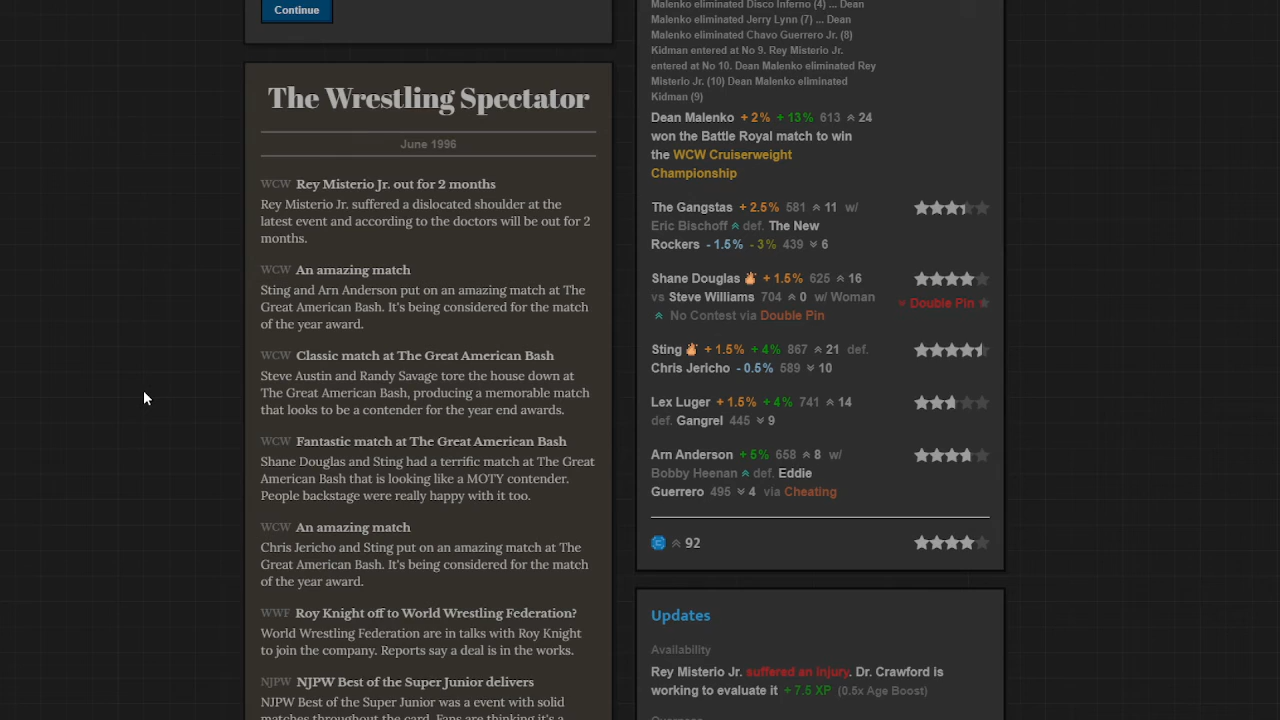 Continue
The Wrestling Spectator
June 1996
WCW Rey Misterio Jr. out for 2 months
Rey Misterio Jr. suffered a dislocated shoulder at the
latest event and according to the doctors will be out for 2
months.
WCW An amazing match
Sting and Arn Anderson put on an amazing match at The
Great American Bash. It's being considered for the match
of the year award.
WCW Classic match at The Great American Bash
Steve Austin and Randy Savage tore the house down at
The Great American Bash, producing a memorable match
that looks to be a contender for the year end awards.
WCW Fantastic match at The Great American Bash
Shane Douglas and Sting had a terrific match at The Great
American Bash that is looking like a MOTY contender.
People backstage were really happy with it too.
WCW An amazing match
Chris Jericho and Sting put on an amazing match at The
Great American Bash. It's being considered for the match
of the year award.
WWF Roy Knight off to World Wrestling Federation?
World Wrestling Federation are in talks with Roy Knight
to join the company. Reports say a deal is in the works.
NJPW NJPW Best of the Super Junior delivers
NJPW Best of the Super Junior was a event with solid
matches throughout the card. Fans are thinking it's a
Malenko eliminated Disco Inferno (4) ... Dean
Malenko eliminated Jerry Lynn (7) ... Dean
Malenko eliminated Chavo Guerrero Jr. (8)
Kidman entered at No 9. Rey Misterio Jr.
entered at No 10. Dean Malenko eliminated Rey
Misterio Jr. (10) Dean Malenko eliminated
Kidman (9)
Dean Malenko + 2% + 13% 613 24
won the Battle Royal match to win
the WCW Cruiserweight
Championship
The Gangstas + 2.5% 581 11 w/
Eric Bischoff def. The New
Rockers - 1.5% - 3% 439 6
Shane Douglas + 1.5% 625 16
vs Steve Williams 704 0 w/ Woman
No Contest via Double Pin
Double Pin
Sting + 1.5% + 4% 867 21 def.
Chris Jericho - 0.5% 589 10
Lex Luger + 1.5% + 4% 741 14
def. Gangrel 445 9
Arn Anderson + 5% 658 8 w/
Bobby Heenan def. Eddie
Guerrero 495 4 via Cheating
92
Updates
Availability
Rey Misterio Jr. suffered an injury. Dr. Crawford is
working to evaluate it + 7.5 XP (0.5x Age Boost)